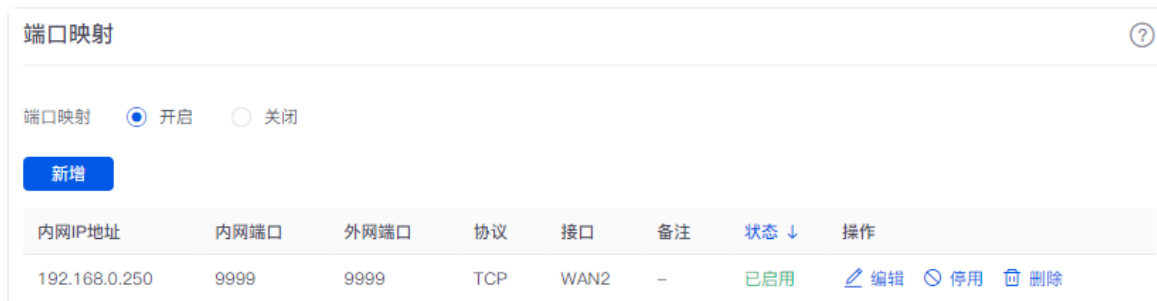 端口映射 ?
端口映射 开启 关闭
新增
内网IP地址 内网端口 外网端口 协议 接口 备注 状态 ↓ 操作
192.168.0.250 9999 9999 TCP WAN2 – 已启用 编辑 停用 删除